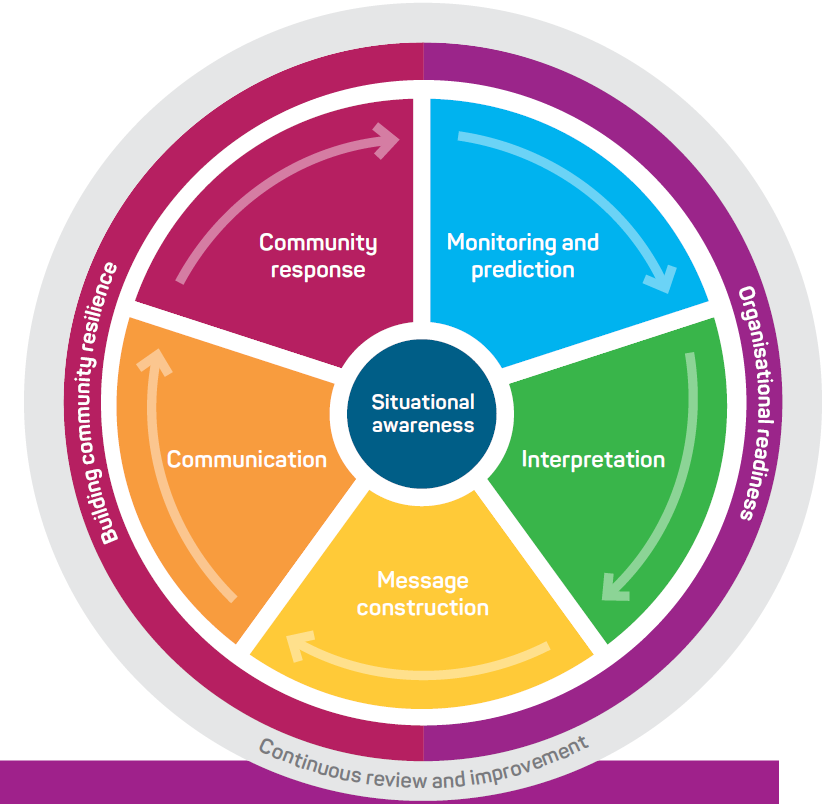 Community
response
Monitoring and
prediction
Building community resilience
Organisational readiness
Situational
awareness
Communication
Interpretation
Message
construction
Continuous review and improvement